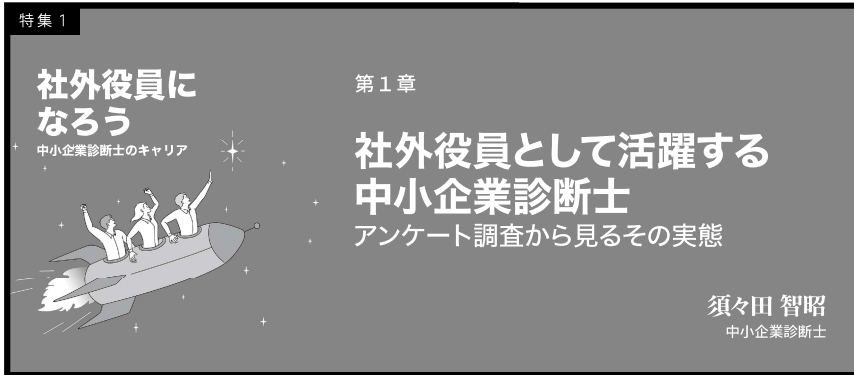 特集1
社外役員に
なろう
中小企業診断士のキャリア
第1章
社外役員として活躍する
中小企業診断士
アンケート調査から見るその実態
須々田 智昭
中小企業診断士